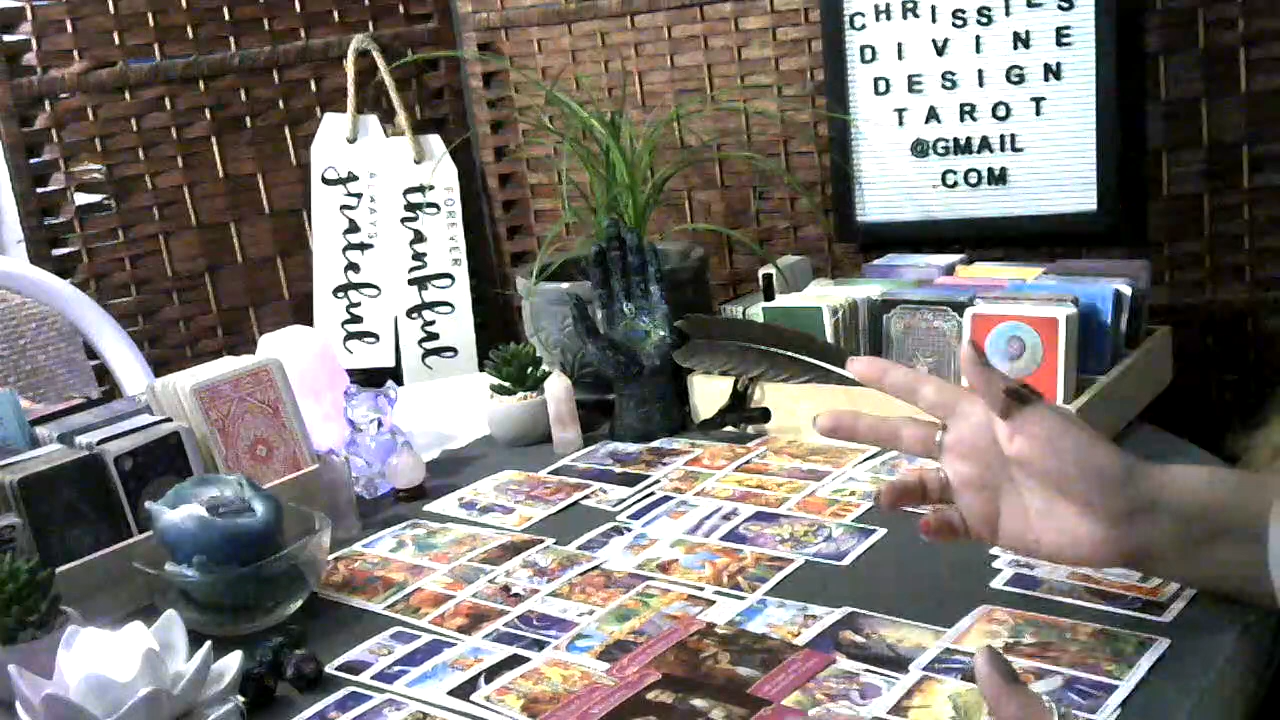 CHRISSIES
DIVINE
DESIGN
TAROT
@GMAIL
.COM
ALWAYS
grateful
FOREVER
thankful